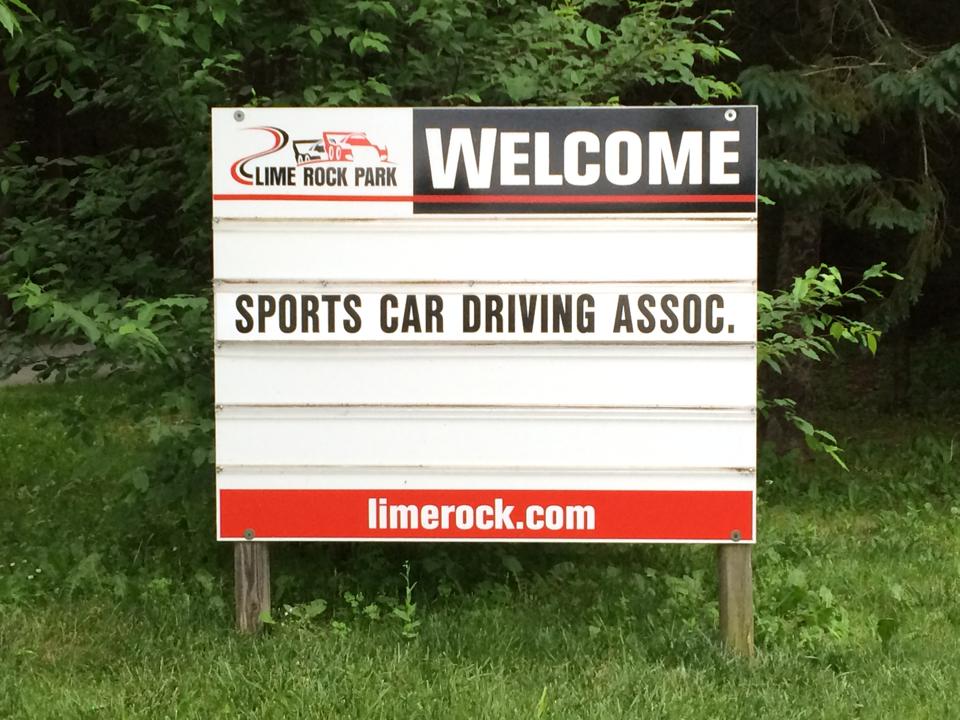 LIME ROCK PARK
WELCOME
SPORTS CAR DRIVING ASSOC.
limerock.com